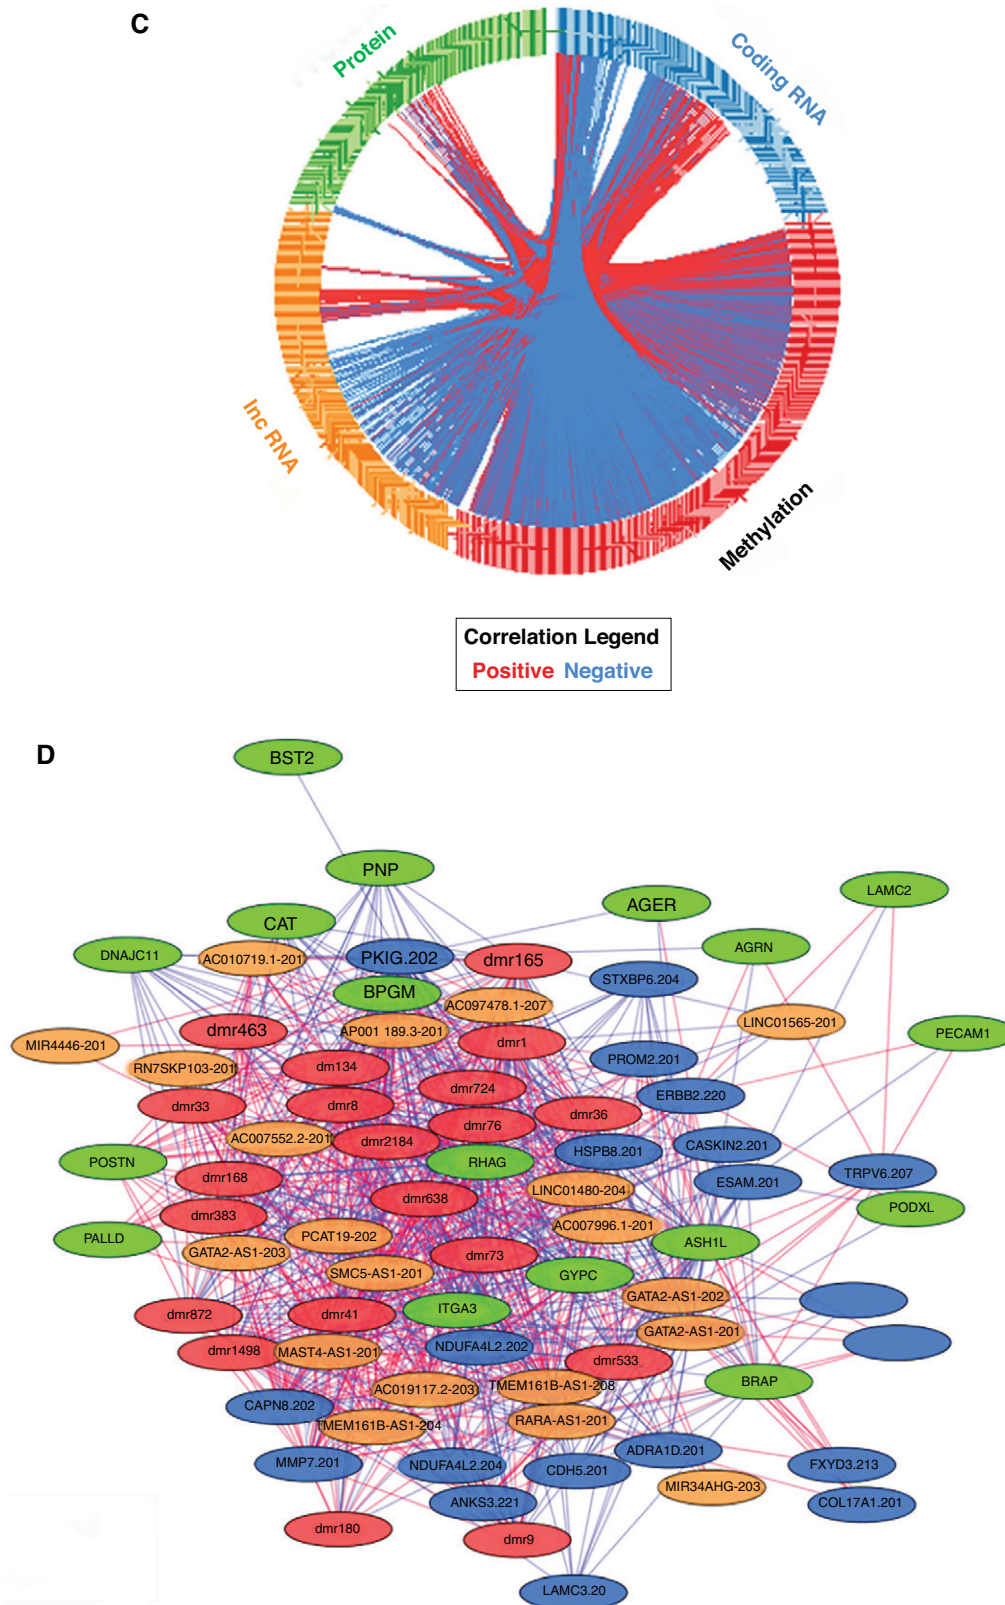 C
Protein
Coding RNA
lnc RNA
Methylation
Correlation Legend
Positive Negative
D
BST2
PNP
LAMC2
AGER
CAT
AGRN
DNAJC11
AC010719.1-201
PKIG.202
dmr165
STXBP6.204
BPGM
AC097478.1-207
LINC01565-201
dmr463
AP001 189.3-201
PECAM1
MIR4446-201
dmr1
RN7SKP103-201
dm134
PROM2.201
dmr724
ERBB2.220
dmr33
dmr8
dmr36
dmr76
AC007552.2-201
dmr2184
CASKIN2.201
HSPB8.201
POSTN
RHAG
TRPV6.207
dmr168
ESAM.201
LINC01480-204
dmr638
PODXL
dmr383
AC007996.1-201
PALLD
PCAT19-202
ASH1L
GATA2-AS1-203
dmr73
SMC5-AS1-201
GYPC
GATA2-AS1-202
dmr872
dmr41
ITGA3
GATA2-AS1-201
dmr1498
MAST4-AS1-201
NDUFA4L2.202
dmr533
BRAP
AC019117.2-203
TMEM161B-AS1-208
CAPN8.202
TMEM161B-AS1-204
RARA-AS1-201
ADRA1D.201
MMP7.201
NDUFA4L2.204
CDH5.201
FXYD3.213
MIR34AHG-203
ANKS3.221
COL17A1.201
dmr180
dmr9
LAMC3.20